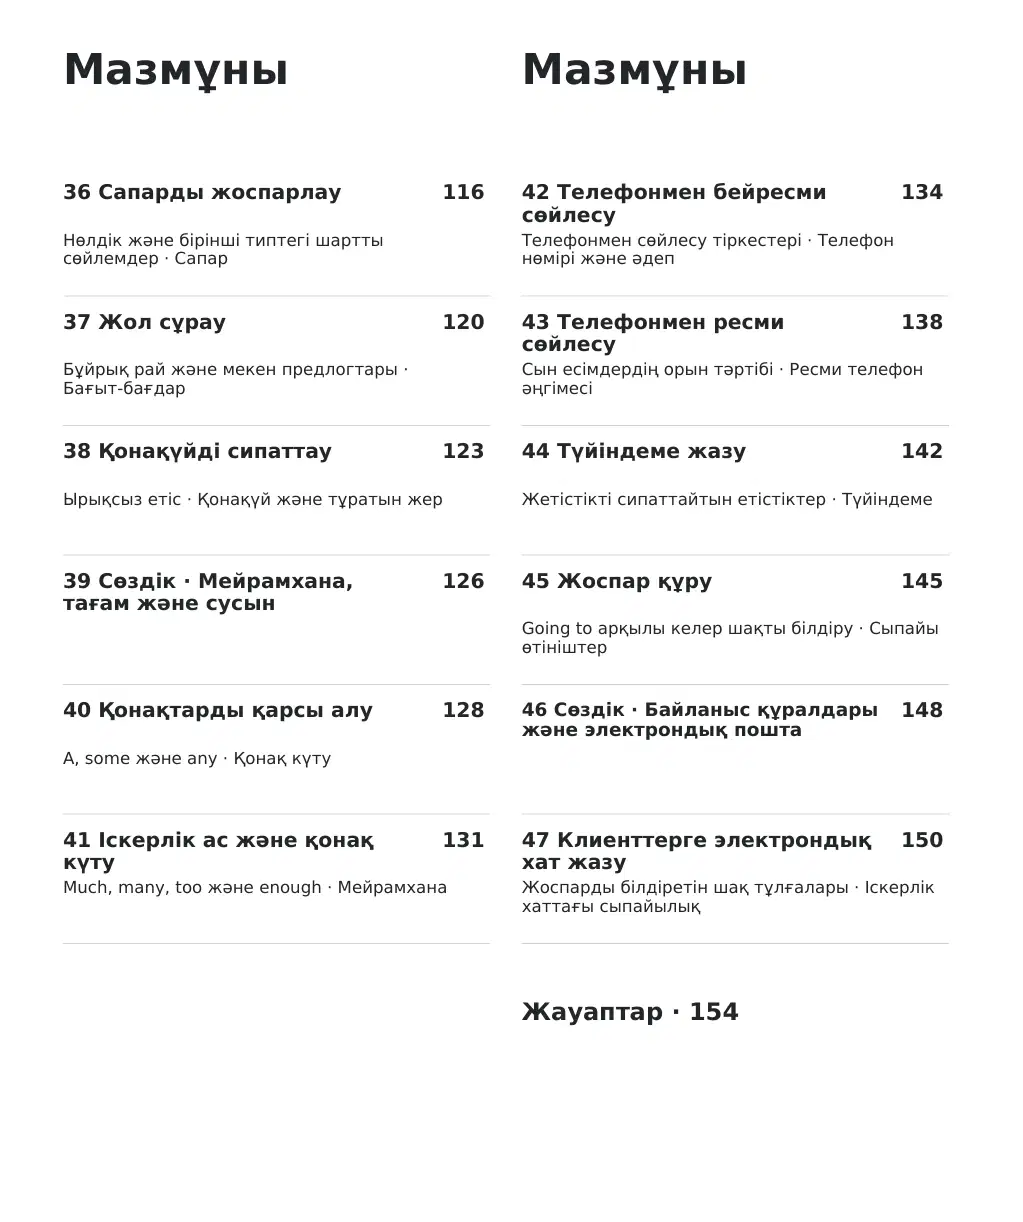 Мазмұны
36 Сапарды жоспарлау 116
Нөлдік және бірінші типтегі шартты
сөйлемдер · Сапар
37 Жол сұрау 120
Бұйрық рай және мекен предлогтары ·
Бағыт-бағдар
38 Қонақүйді сипаттау 123
Ырықсыз етіс · Қонақүй және тұратын жер
39 Сөздік · Мейрамхана, 126
тағам және сусын
40 Қонақтарды қарсы алу 128
A, some және any · Қонақ күту
41 Іскерлік ас және қонақ 131
күту
Much, many, too және enough · Мейрамхана
Мазмұны
42 Телефонмен бейресми 134
сөйлесу
Телефонмен сөйлесу тіркестері · Телефон
нөмірі және әдеп
43 Телефонмен ресми 138
сөйлесу
Сын есімдердің орын тәртібі · Ресми телефон
әңгімесі
44 Түйіндеме жазу 142
Жетістікті сипаттайтын етістіктер · Түйіндеме
45 Жоспар құру 145
Going to арқылы келер шақты білдіру · Сыпайы
өтініштер
46 Сөздік · Байланыс құралдары 148
және электрондық пошта
47 Клиенттерге электрондық 150
хат жазу
Жоспарды білдіретін шақ тұлғалары · Іскерлік
хаттағы сыпайылық
Жауаптар · 154